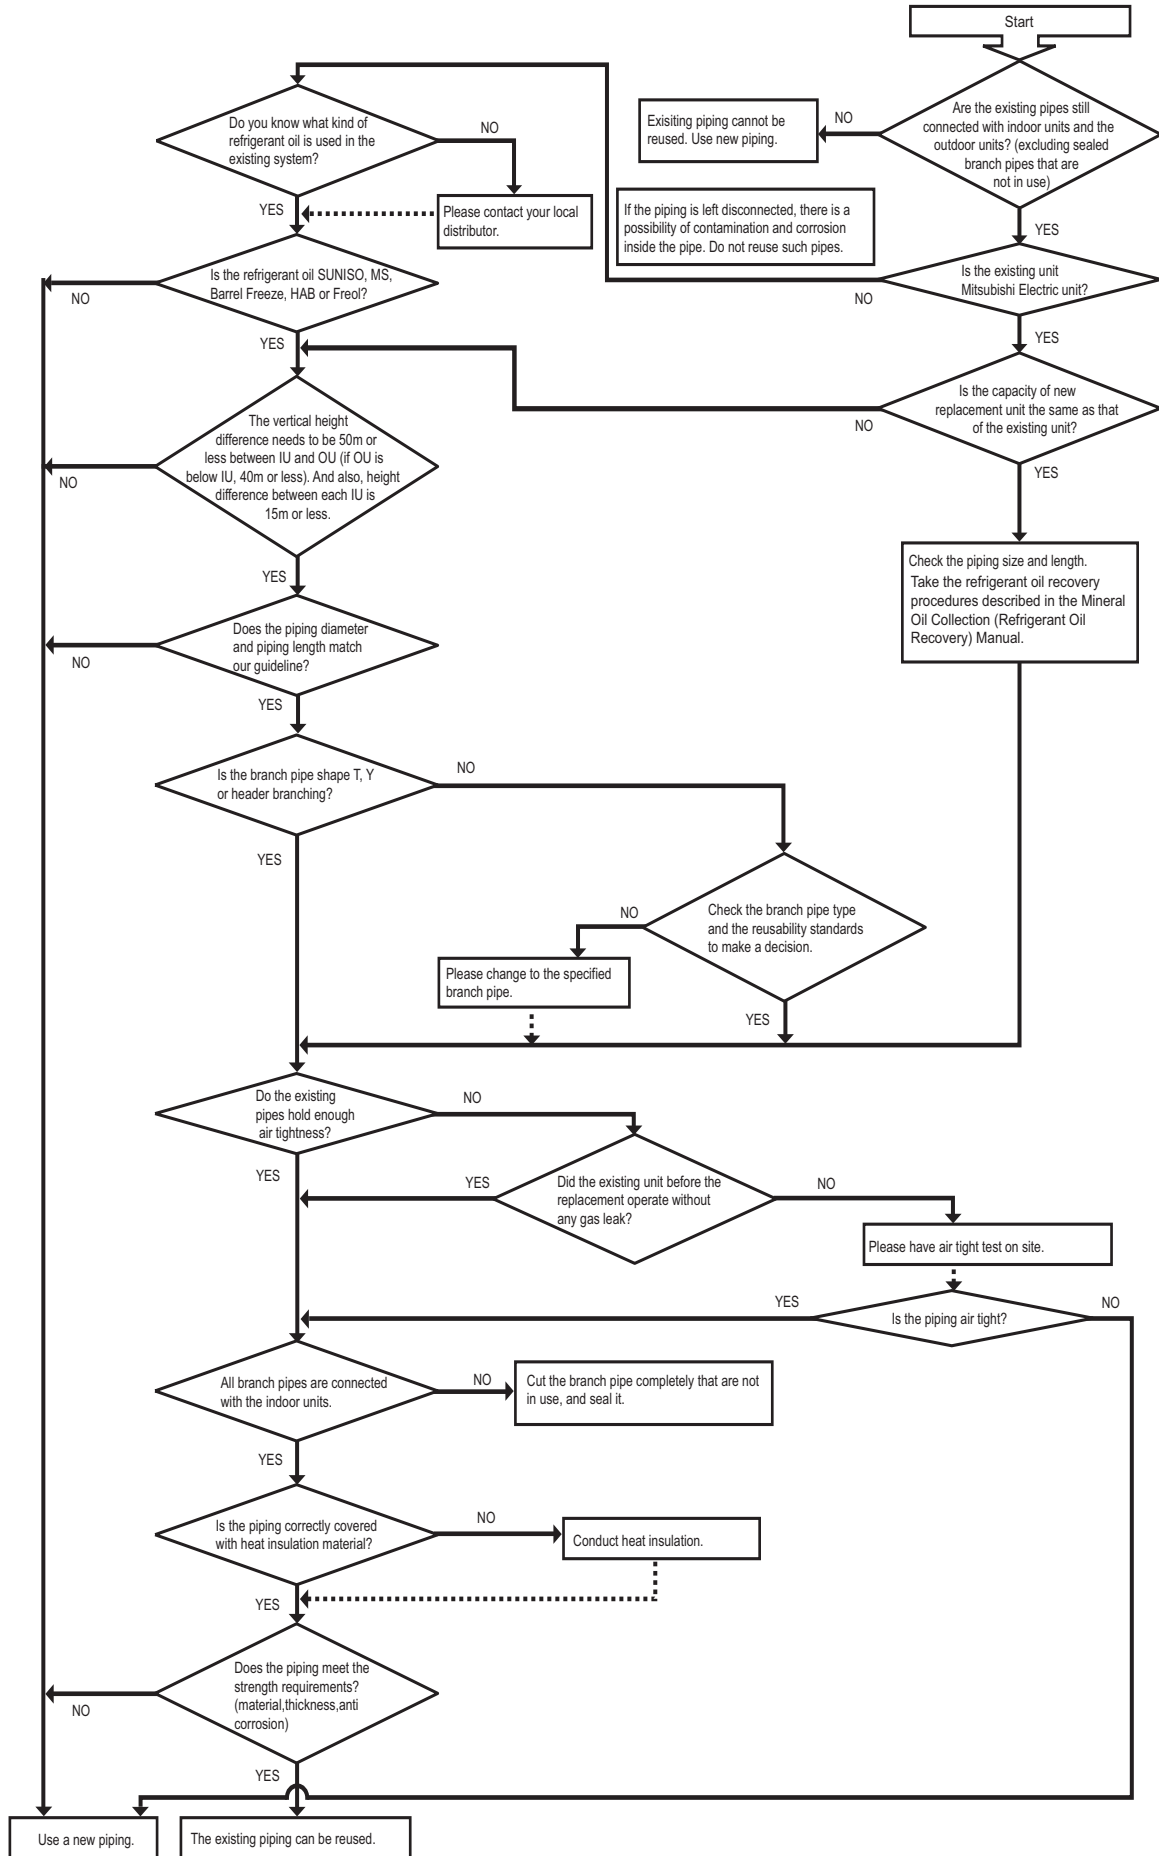 Start
Are the existing pipes still
connected with indoor units and the
outdoor units? (excluding sealed
branch pipes that are
not in use)
NO
Exisiting piping cannot be
reused. Use new piping.
If the piping is left disconnected, there is a
possibility of contamination and corrosion
inside the pipe. Do not reuse such pipes.
YES
Is the existing unit
Mitsubishi Electric unit?
NO
YES
Is the capacity of new
replacement unit the same as that
of the existing unit?
NO
YES
Check the piping size and length.
Take the refrigerant oil recovery
procedures described in the Mineral
Oil Collection (Refrigerant Oil
Recovery) Manual.
Do you know what kind of
refrigerant oil is used in the
existing system?
NO
Please contact your local
distributor.
YES
Is the refrigerant oil SUNISO, MS,
Barrel Freeze, HAB or Freol?
NO
YES
The vertical height
difference needs to be 50m or
less between IU and OU (if OU is
below IU, 40m or less). And also, height
difference between each IU is
15m or less.
NO
YES
Does the piping diameter
and piping length match
our guideline?
NO
YES
Is the branch pipe shape T, Y
or header branching?
NO
YES
Check the branch pipe type
and the reusability standards
to make a decision.
NO
Please change to the specified
branch pipe.
YES
Do the existing
pipes hold enough
air tightness?
NO
YES
Did the existing unit before the
replacement operate without
any gas leak?
YES
NO
Please have air tight test on site.
Is the piping air tight?
YES
NO
All branch pipes are connected
with the indoor units.
NO
Cut the branch pipe completely that are not
in use, and seal it.
YES
Is the piping correctly covered
with heat insulation material?
NO
Conduct heat insulation.
YES
Does the piping meet the
strength requirements?
(material,thickness,anti
corrosion)
NO
YES
Use a new piping.
The existing piping can be reused.